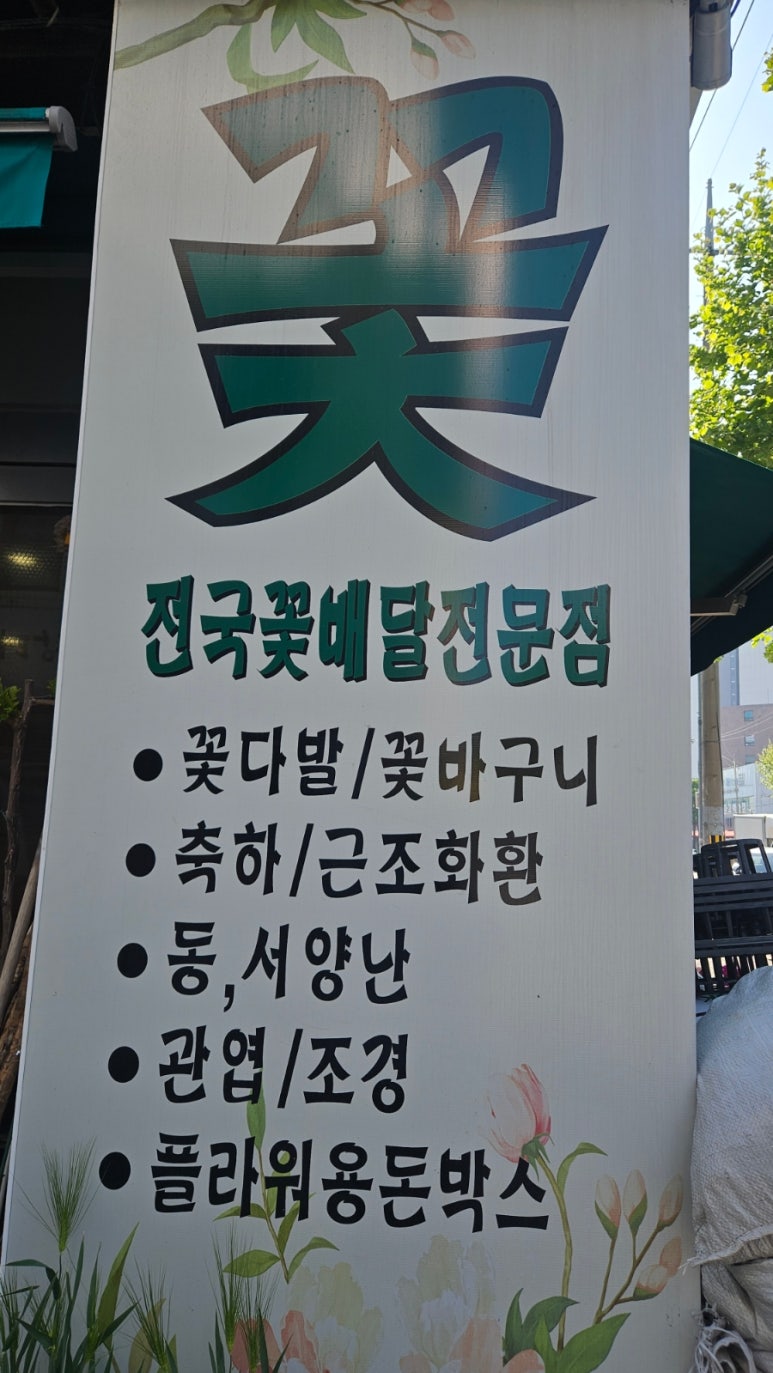 꽃
전국꽃배달전문점
● 꽃다발/꽃바구니
● 축하/근조화환
● 동,서양난
● 관엽/조경
● 플라워용돈박스